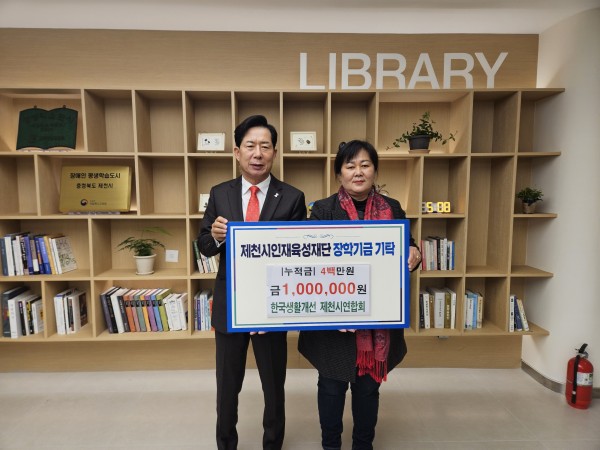 LIBRARY
장애인 평생학습도시
충청북도 제천시
5:08
제천시인재육성재단 장학기금 기탁
|누적금| 4백만원
금1,000,000원
한국생활개선 제천시연합회